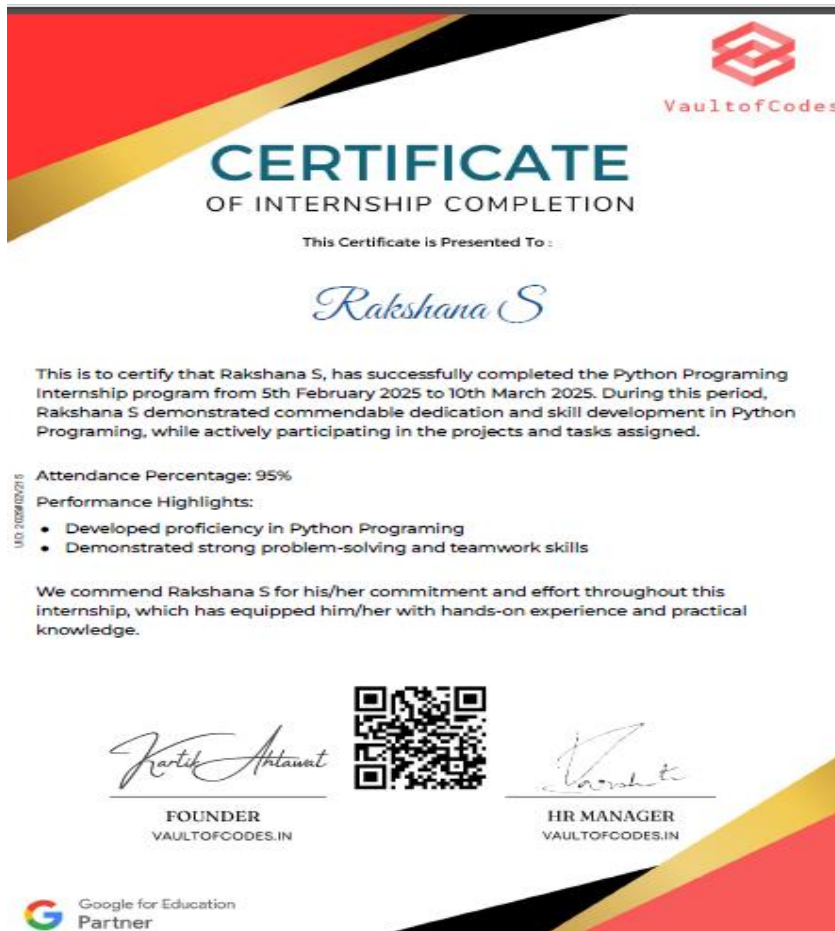 VaultofCodes
CERTIFICATE
OF INTERNSHIP COMPLETION
This Certificate is Presented To :
Rakshana S
This is to certify that Rakshana S, has successfully completed the Python Programing
Internship program from 5th February 2025 to 10th March 2025. During this period,
Rakshana S demonstrated commendable dedication and skill development in Python
Programing, while actively participating in the projects and tasks assigned.
Attendance Percentage: 95%
Performance Highlights:
• Developed proficiency in Python Programing
• Demonstrated strong problem-solving and teamwork skills
We commend Rakshana S for his/her commitment and effort throughout this
internship, which has equipped him/her with hands-on experience and practical
knowledge.
Kartik Ahlawat
FOUNDER
VAULTOFCODES.IN
HR MANAGER
VAULTOFCODES.IN
Google for Education
Partner